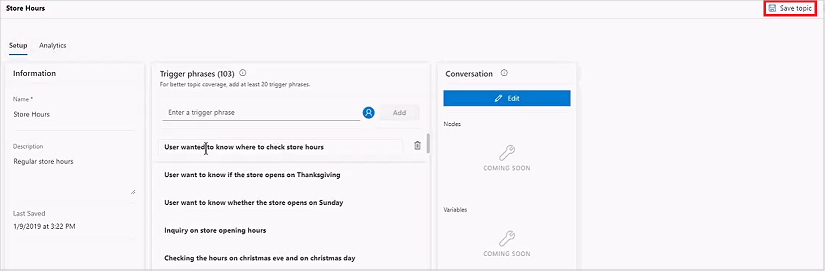 Store Hours
Save topic
Setup
Analytics
Information
Name *
Store Hours
Description
Regular store hours
Last Saved
1/9/2019 at 3:22 PM
Trigger phrases (103)
For better topic coverage, add at least 20 trigger phrases.
Enter a trigger phrase
Add
User wanted to know where to check store hours
User want to know if the store opens on Thanksgiving
User want to know whether the store opens on Sunday
Inquiry on store opening hours
Checking the hours on christmas eve and on christmas day
Conversation
Edit
Nodes
COMING SOON
Variables
COMING SOON